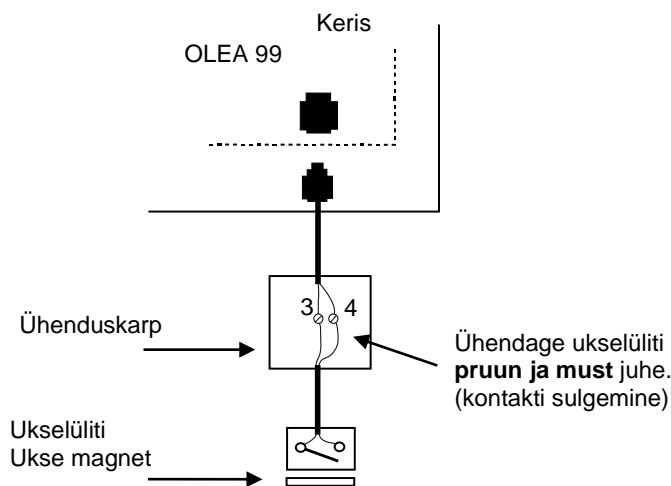 Keris
OLEA 99
3 4
Ühenduskarp
Ühendage ukselüliti
pruun ja must juhe.
(kontakti sulgemine)
Ukselüliti
Ukse magnet